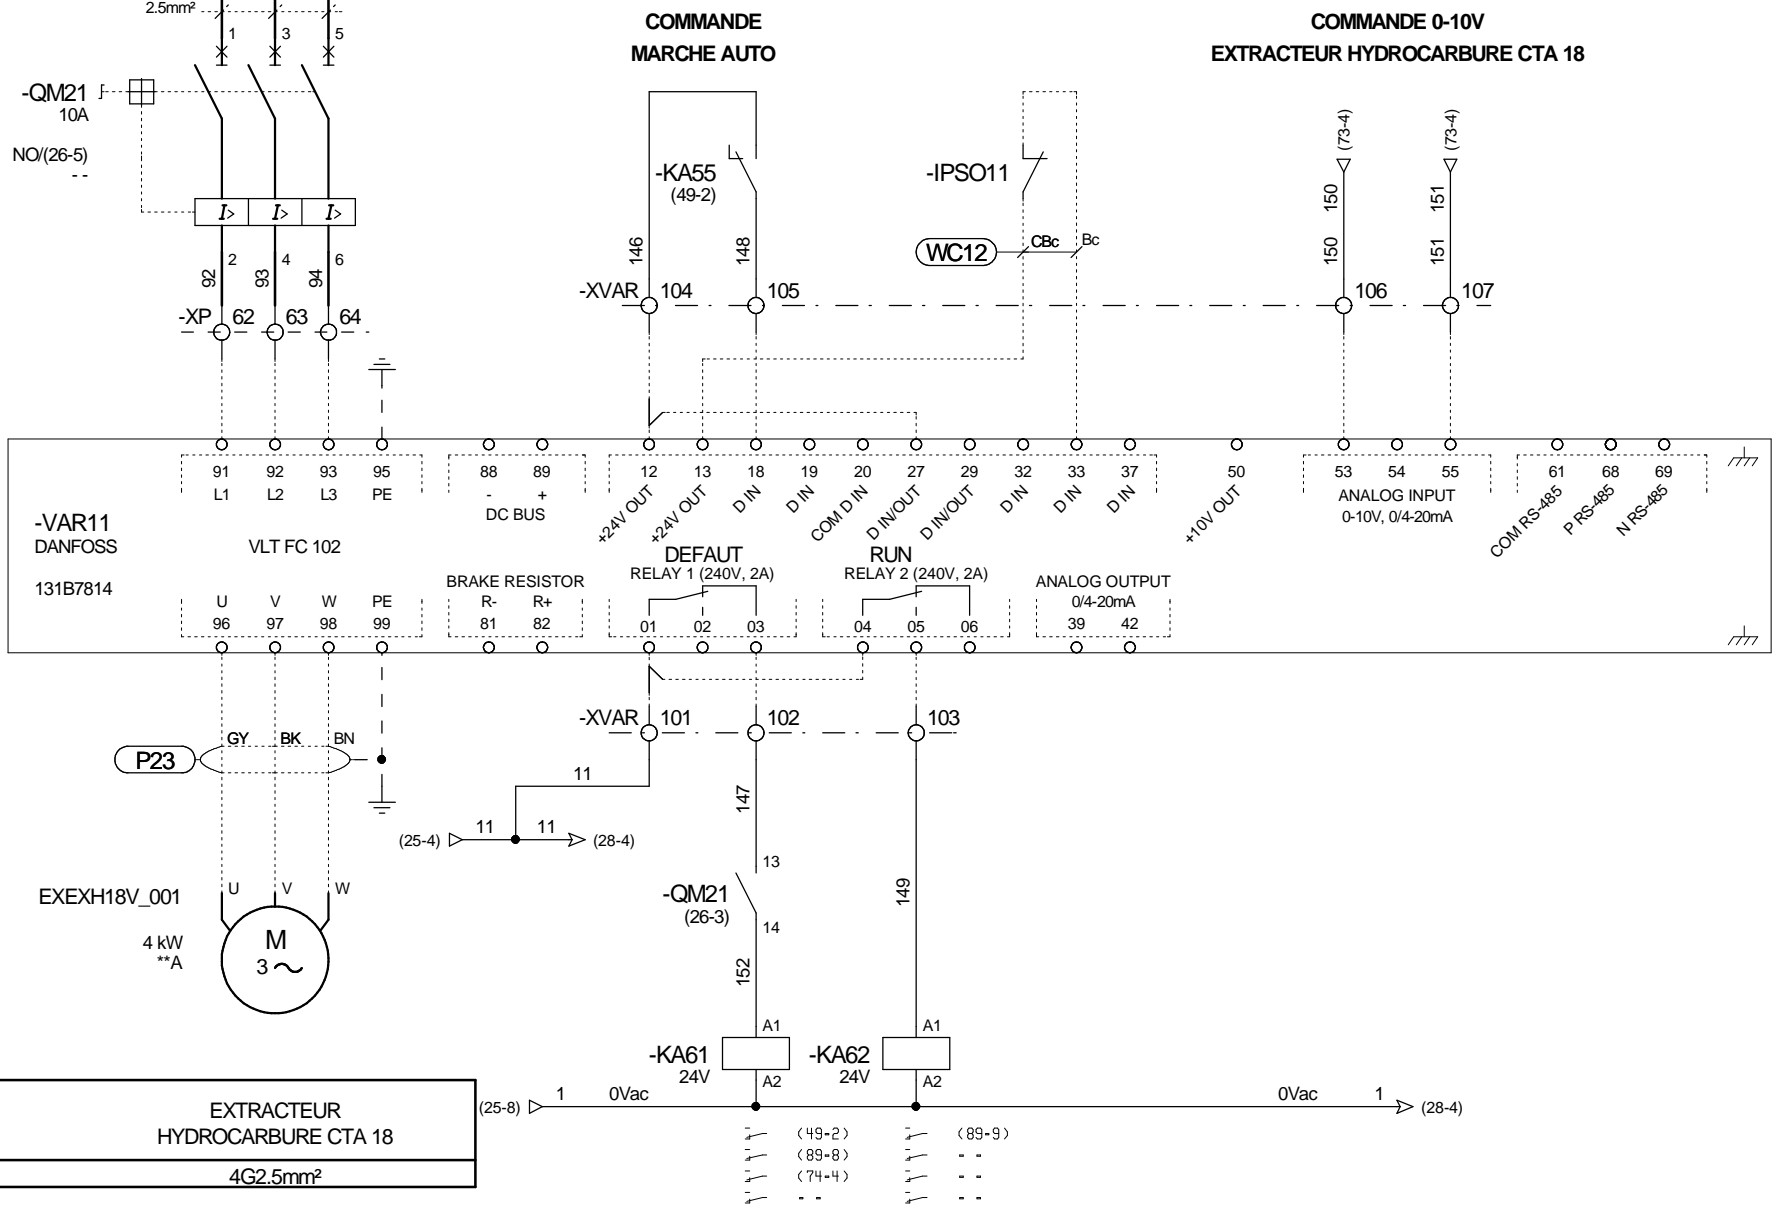 2.5mm²
1 3 5
COMMANDE
MARCHE AUTO
COMMANDE 0-10V
EXTRACTEUR HYDROCARBURE CTA 18
-QM21
10A
NO/(26-5)
- -
I> I> I>
2 4 6
92 93 94
-XP 62 63 64
-KA55
(49-2)
146 148
-IPSO11
WC12 CBc Bc
(73-4) (73-4)
150 151
150 151
-XVAR 104 105 106 107
91 92 93 95 88 89 12 13 18 19 20 27 29 32 33 37 50 53 54 55 61 68 69
L1 L2 L3 PE - +
DC BUS
+24V OUT +24V OUT D IN D IN COM D IN D IN/OUT D IN/OUT D IN D IN D IN +10V OUT
ANALOG INPUT
0-10V, 0/4-20mA
COM RS-485 P RS-485 N RS-485
-VAR11
DANFOSS
VLT FC 102
131B7814
DEFAUT
RELAY 1 (240V, 2A)
RUN
RELAY 2 (240V, 2A)
BRAKE RESISTOR
R- R+
81 82
ANALOG OUTPUT
0/4-20mA
39 42
U V W PE
96 97 98 99
01 02 03 04 05 06
-XVAR 101 102 103
P23 GY BK BN
11
(25-4) 11 11 (28-4)
147
13
-QM21
(26-3)
14
149
152
EXEXH18V_001
U V W
4 kW
**A
M
3
A1 A1
-KA61
24V
-KA62
24V
A2 A2
EXTRACTEUR
HYDROCARBURE CTA 18
4G2.5mm²
(25-8) 1 0Vac 0Vac 1 (28-4)
(49-2) (89-9)
(89-8) - -
(74-4) - -
- - - -